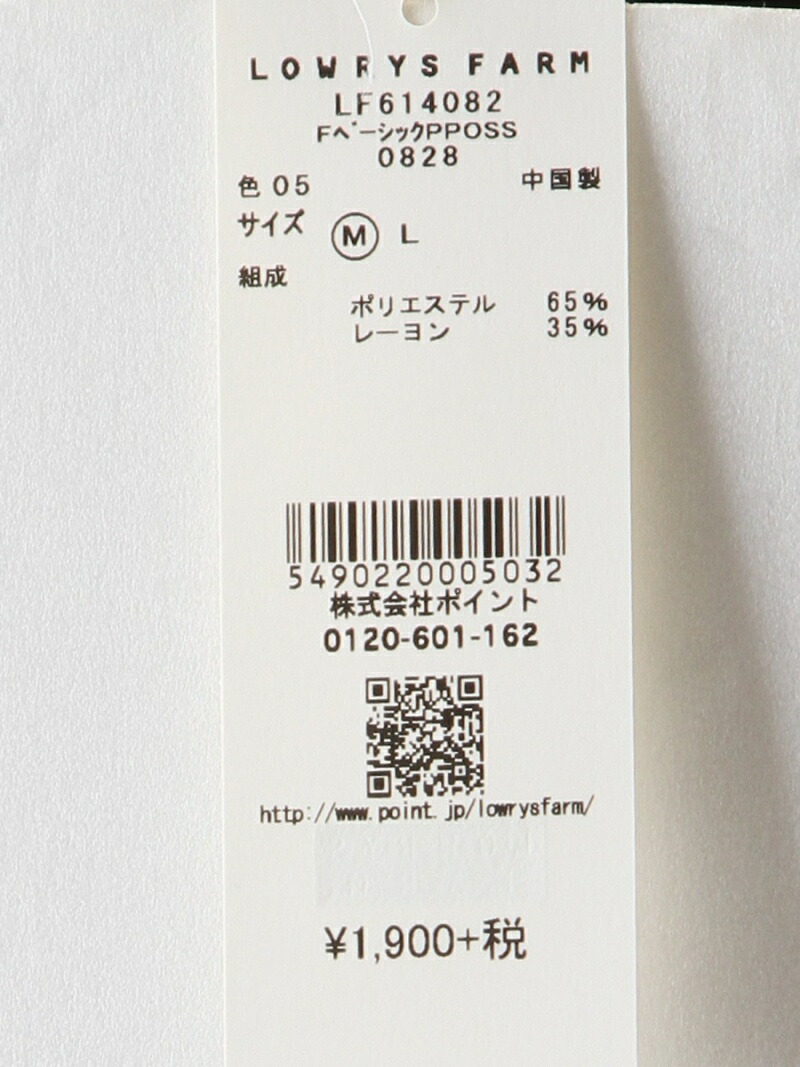 LOWRYS FARM
LF614082
FベーシックPPOSS
0828
色 05 中国製
サイズ Ⓜ L
組成
ポリエステル 65%
レーヨン 35%
5490220005032
株式会社ポイント
0120-601-162
http://www.point.jp/lowrysfarm/
¥1,900+税